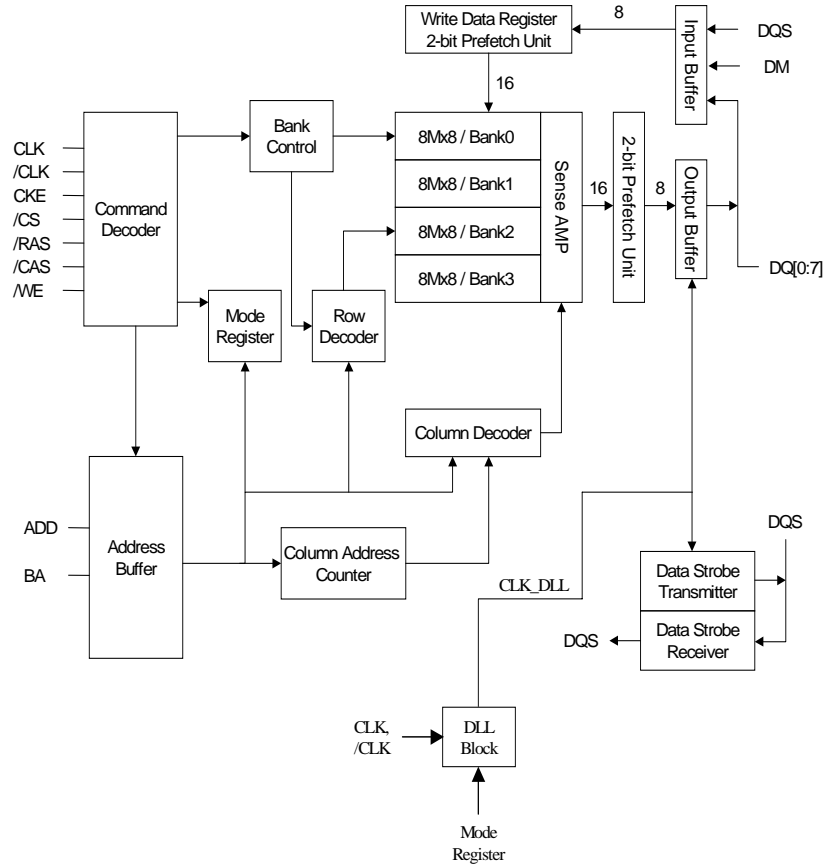 Write Data Register
2-bit Prefetch Unit
8
Input Buffer
DQS
DM
16
Bank
Control
8Mx8 / Bank0
8Mx8 / Bank1
8Mx8 / Bank2
8Mx8 / Bank3
Sense AMP
16
2-bit Prefetch Unit
8
Output Buffer
DQ[0:7]
CLK
/CLK
CKE
/CS
/RAS
/CAS
/WE
Command
Decoder
Mode
Register
Row
Decoder
Column Decoder
ADD
BA
Address
Buffer
Column Address
Counter
CLK_DLL
DQS
Data Strobe
Transmitter
Data Strobe
Receiver
DQS
CLK,
/CLK
DLL
Block
Mode
Register